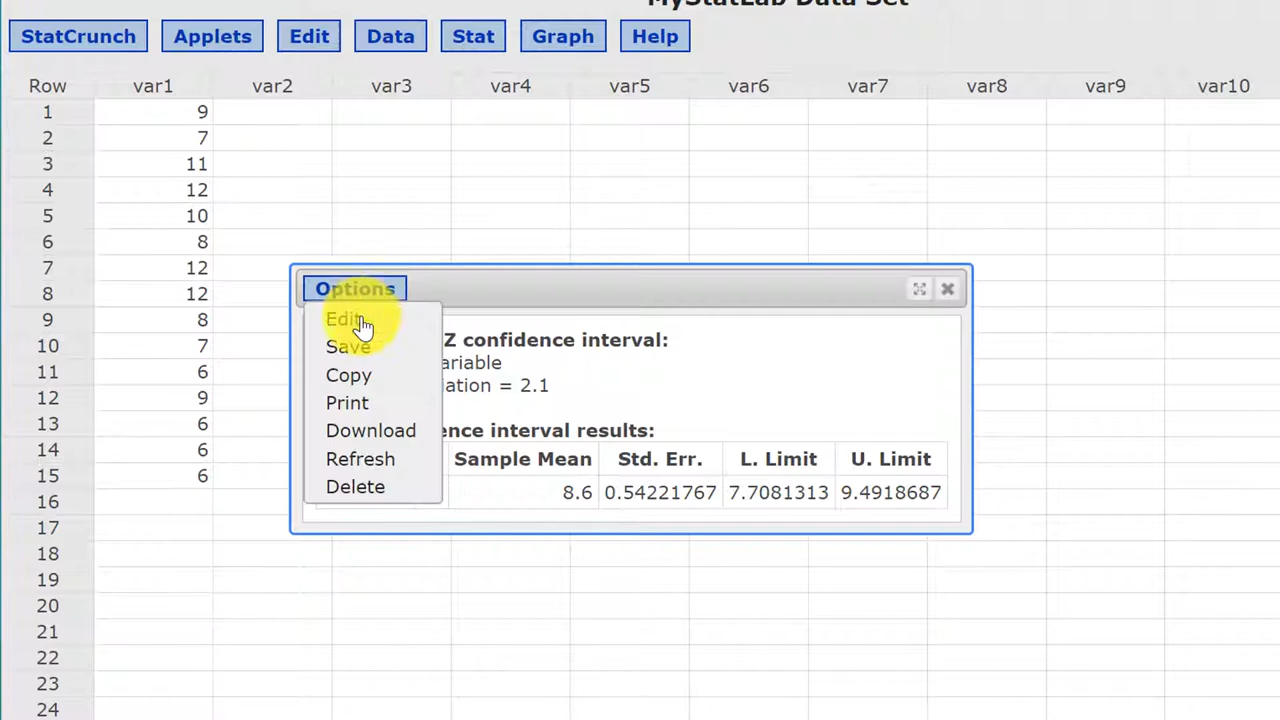 MyStatLab Data Set
StatCrunch Applets Edit Data Stat Graph Help
Row var1 var2 var3 var4 var5 var6 var7 var8 var9 var10
1 9
2 7
3 11
4 12
5 10
6 8
7 12
8 12
9 8
10 7
11 6
12 9
13 6
14 6
15 6
16
17
18
19
20
21
22
23
24
Options
Edit
Save
Copy
Print
Download
Refresh
Delete
Z confidence interval:
ariable
iation = 2.1
ence interval results:
Sample Mean Std. Err. L. Limit U. Limit
8.6 0.54221767 7.7081313 9.4918687